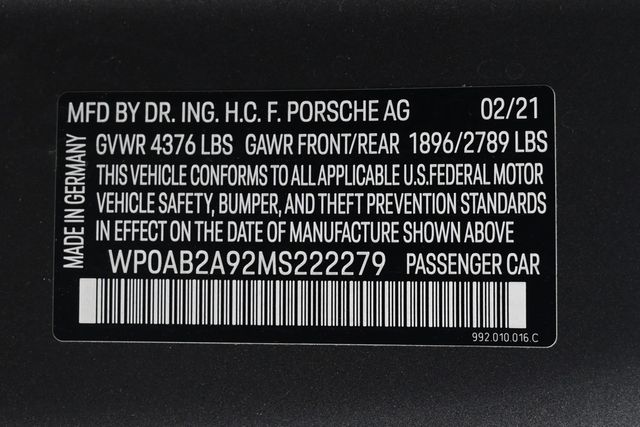 MFD BY DR. ING. H.C. F. PORSCHE AG 02/21
GVWR 4376 LBS GAWR FRONT/REAR 1896/2789 LBS
THIS VEHICLE CONFORMS TO ALL APPLICABLE U.S.FEDERAL MOTOR
VEHICLE SAFETY, BUMPER, AND THEFT PREVENTION STANDARDS
IN EFFECT ON THE DATE OF MANUFACTURE SHOWN ABOVE
WP0AB2A92MS222279 PASSENGER CAR
992.010.016.C
MADE IN GERMANY